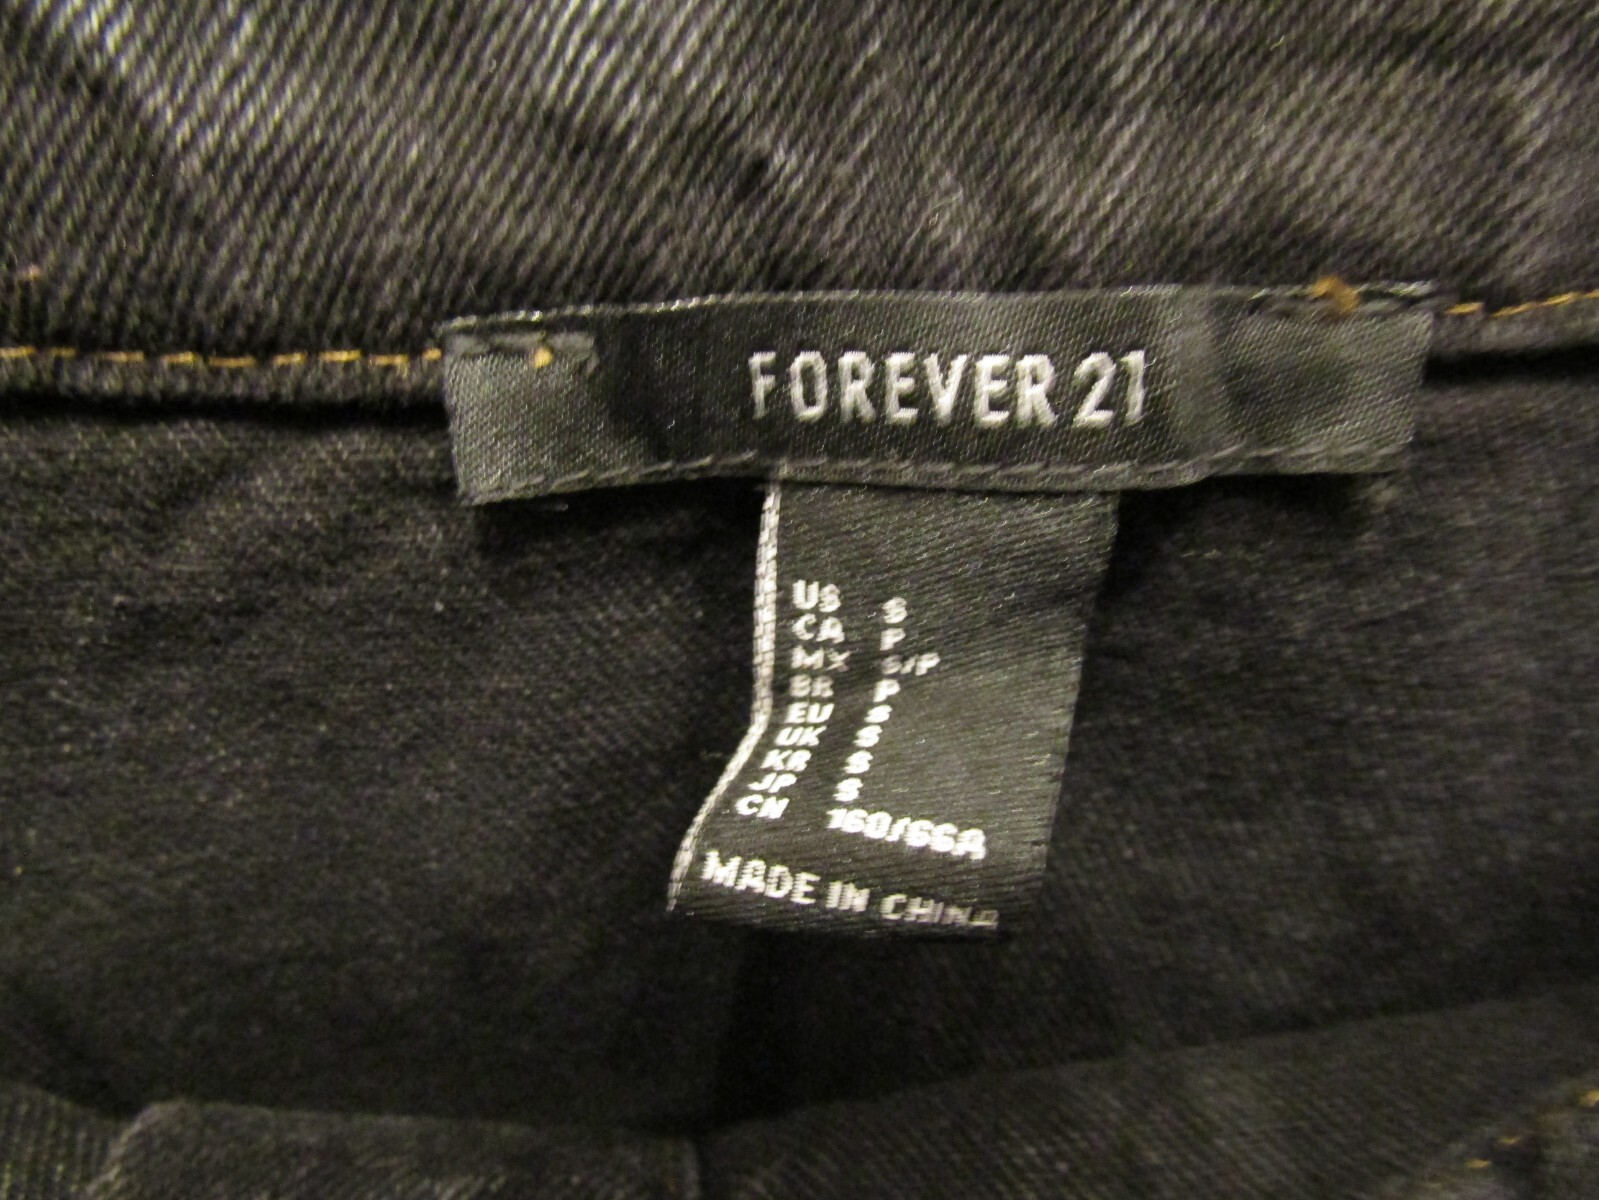 FOREVER 21
US S
CA P
MX S/P
BR P
EU S
UK S
KR S
JP S
CN 160/66A
MADE IN CHINA